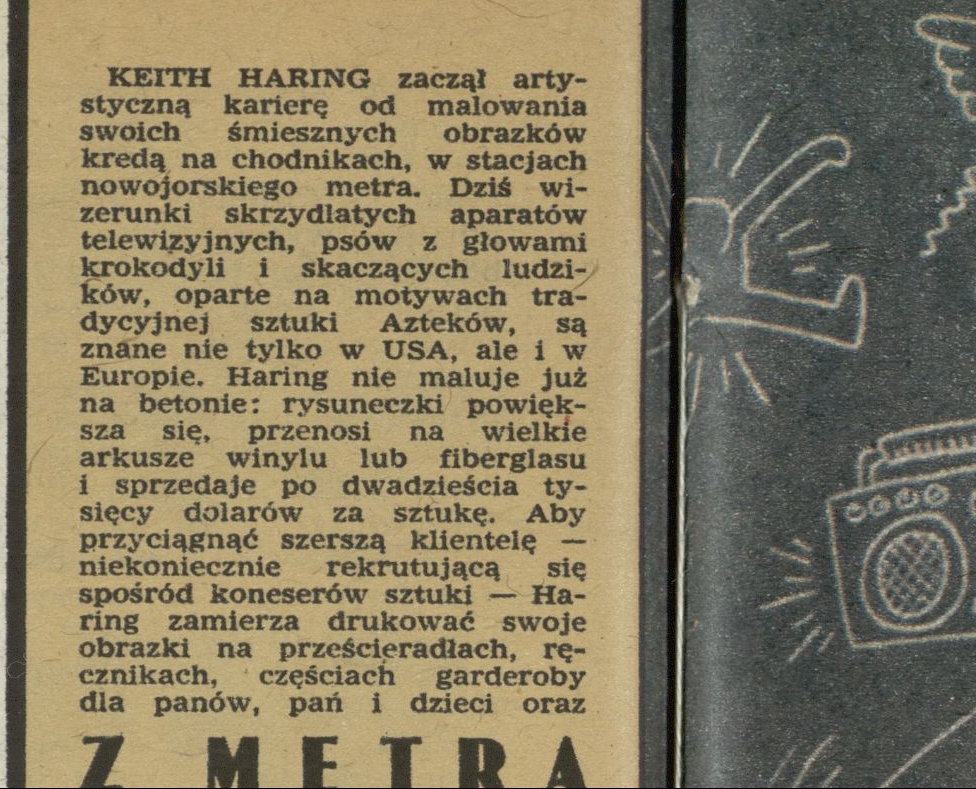 KEITH HARING zaczął arty-
styczną karierę od malowania
swoich śmiesznych obrazków
kredą na chodnikach, w stacjach
nowojorskiego metra. Dziś wi-
zerunki skrzydlatych aparatów
telewizyjnych, psów z głowami
krokodyli i skaczących ludzi-
ków, oparte na motywach tra-
dycyjnej sztuki Azteków, są
znane nie tylko w USA, ale i w
Europie. Haring nie maluje już
na betonie: rysuneczki powięk-
sza się, przenosi na wielkie
arkusze winylu lub fiberglasu
i sprzedaje po dwadzieścia ty-
sięcy dolarów za sztukę. Aby
przyciągnąć szerszą klientelę —
niekoniecznie rekrutującą się
spośród koneserów sztuki — Ha-
ring zamierza drukować swoje
obrazki na prześcieradłach, rę-
cznikach, częściach garderoby
dla panów, pań i dzieci oraz
Z METRA